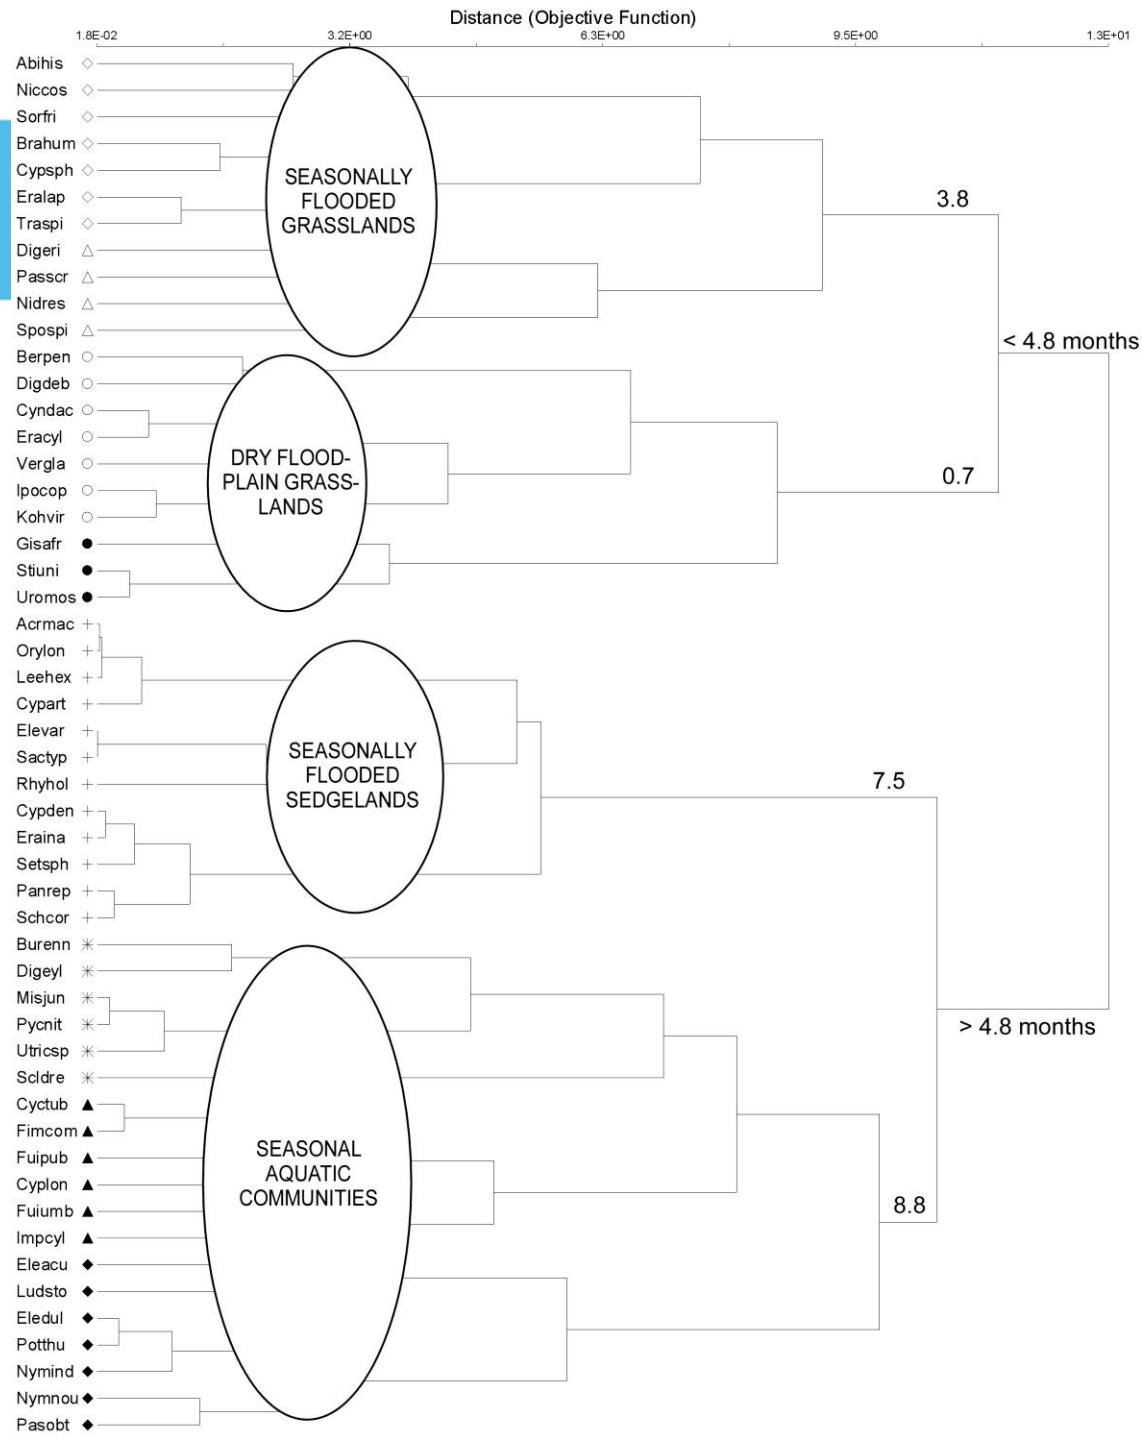 Distance (Objective Function)
1.8E-02 3.2E+00 6.3E+00 9.5E+00 1.3E+01
Abihis
Niccos
Sorfri
Brahum
Cypsph
Eralap
Traspi
Digeri
Passcr
Nidres
Spospi
SEASONALLY
FLOODED
GRASSLANDS
3.8
< 4.8 months
Berpen
Digdeb
Cyndac
Eracyl
Vergla
Ipocop
Kohvir
Gisafr
Stiuni
Uromos
DRY FLOOD-
PLAIN GRASS-
LANDS
0.7
Acrmac
Orylon
Leehex
Cypart
Elevar
Sactyp
Rhyhol
Cypden
Eraina
Setsph
Panrep
Schcor
SEASONALLY
FLOODED
SEDGELANDS
7.5
Burenn
Digeyl
Misjun
Pycnit
Utricsp
Scldre
Cyctub
Fimcom
Fuipub
Cyplon
Fuiumb
Impcyl
Eleacu
Ludsto
Eledul
Potthu
Nymind
Nymnou
Pasobt
SEASONAL
AQUATIC
COMMUNITIES
8.8
> 4.8 months